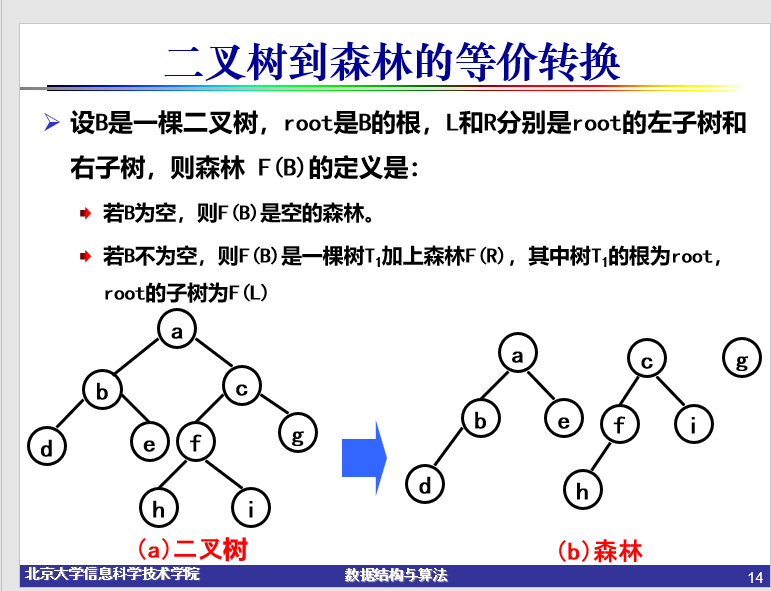 二叉树到森林的等价转换
设B是一棵二叉树，root是B的根，L和R分别是root的左子树和
右子树，则森林 F(B)的定义是：
若B为空，则F(B)是空的森林。
若B不为空，则F(B)是一棵树T1加上森林F(R)，其中树T1的根为root，
root的子树为F(L)
a
b c
d e f g
h i
(a)二叉树
a c g
b e f i
d h
(b)森林
北京大学信息科学技术学院 数据结构与算法 14